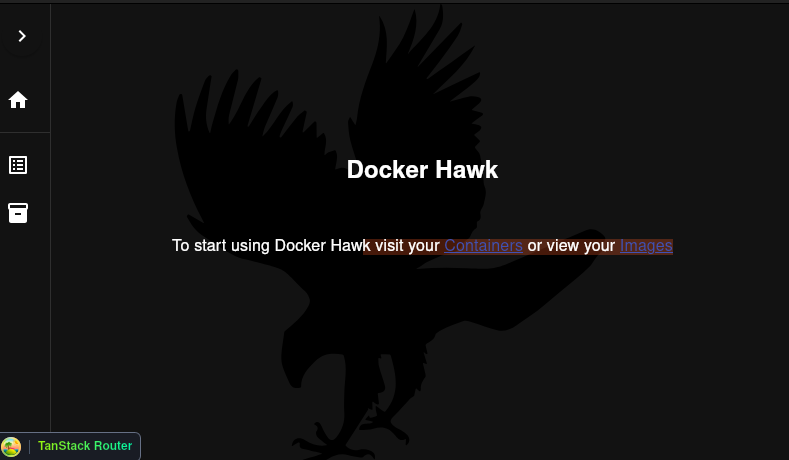 Docker Hawk
To start using Docker Hawk visit your Containers or view your Images
TanStack Router